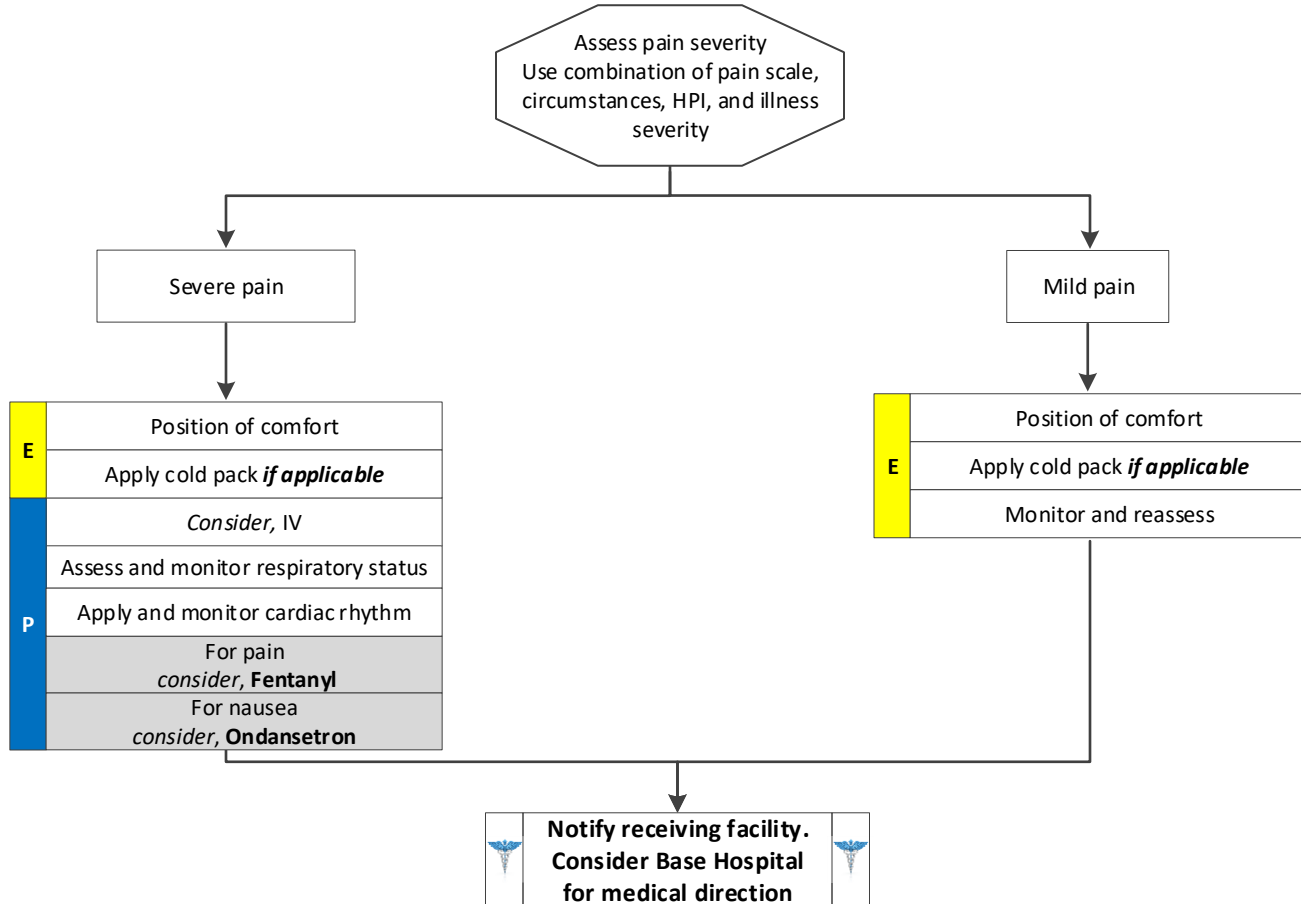 Assess pain severity
Use combination of pain scale,
circumstances, HPI, and illness
severity
Severe pain
Mild pain
E
Position of comfort
Apply cold pack if applicable
P
Consider, IV
Assess and monitor respiratory status
Apply and monitor cardiac rhythm
For pain
consider, Fentanyl
For nausea
consider, Ondansetron
E
Position of comfort
Apply cold pack if applicable
Monitor and reassess
Notify receiving facility.
Consider Base Hospital
for medical direction